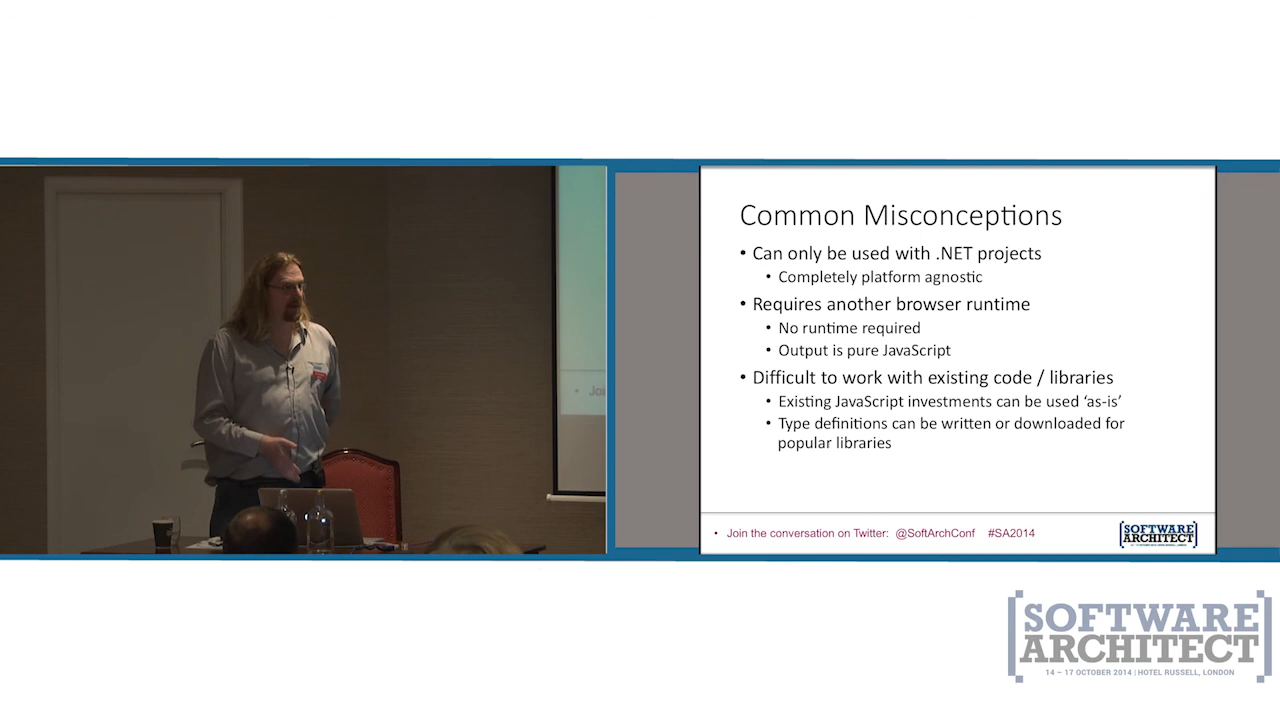 Common Misconceptions
• Can only be used with .NET projects
• Completely platform agnostic
• Requires another browser runtime
• No runtime required
• Output is pure JavaScript
• Difficult to work with existing code / libraries
• Existing JavaScript investments can be used ‘as-is’
• Type definitions can be written or downloaded for
popular libraries
• Join the conversation on Twitter: @SoftArchConf #SA2014
[SOFTWARE
ARCHITECT]
[SOFTWARE
ARCHITECT]
14 – 17 OCTOBER 2014 | HOTEL RUSSELL, LONDON